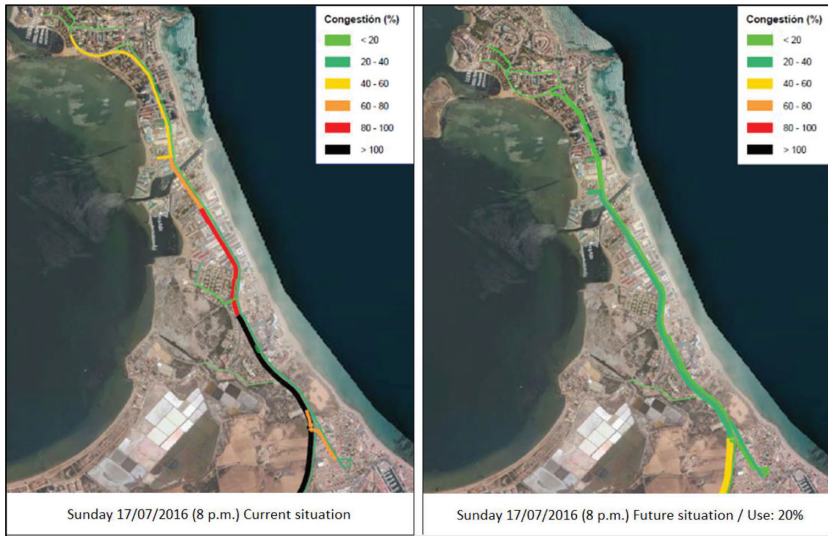 Congestión (%)
< 20
20 - 40
40 - 60
60 - 80
80 - 100
> 100
Sunday 17/07/2016 (8 p.m.) Current situation
Congestión (%)
< 20
20 - 40
40 - 60
60 - 80
80 - 100
> 100
Sunday 17/07/2016 (8 p.m.) Future situation / Use: 20%